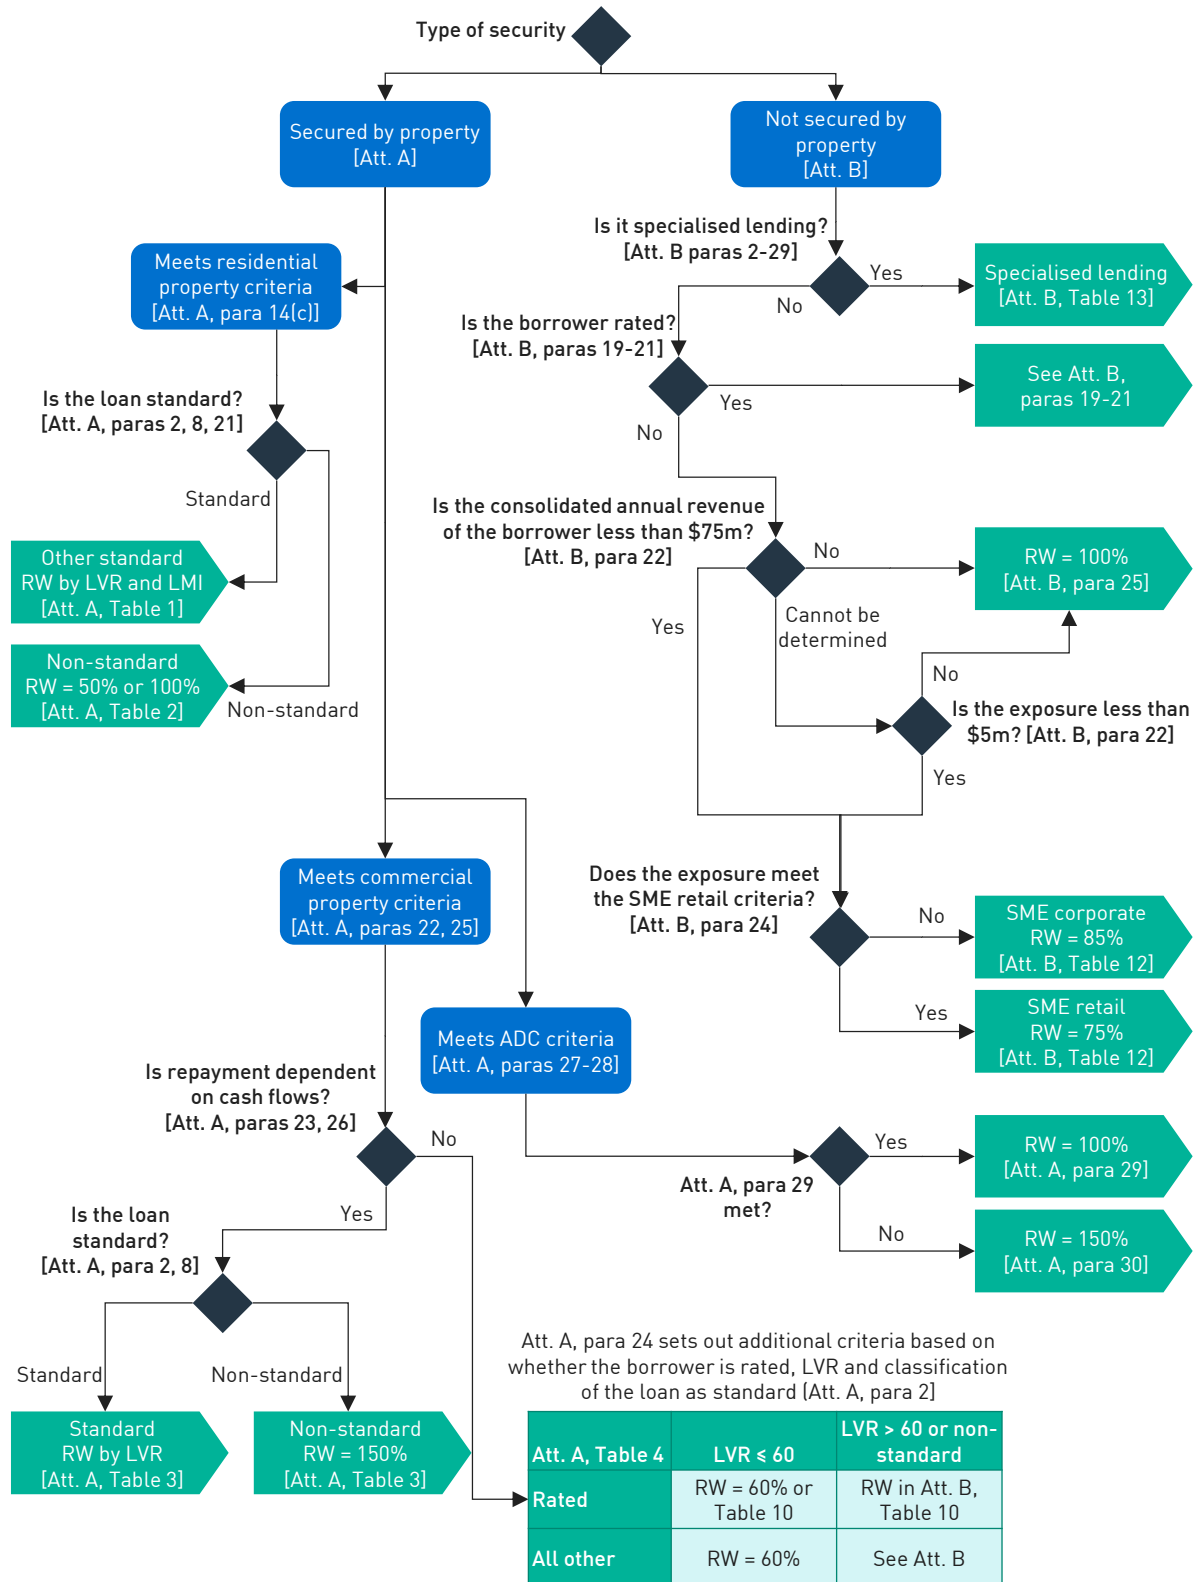 Type of security
Secured by property
[Att. A]
Not secured by
property
[Att. B]
Is it specialised lending?
[Att. B paras 2-29]
Yes
No
Specialised lending
[Att. B, Table 13]
Meets residential
property criteria
[Att. A, para 14(c)]
Is the borrower rated?
[Att. B, paras 19-21]
Yes
No
See Att. B,
paras 19-21
Is the loan standard?
[Att. A, paras 2, 8, 21]
Standard
Other standard
RW by LVR and LMI
[Att. A, Table 1]
Non-standard
RW = 50% or 100%
[Att. A, Table 2]
Non-standard
Is the consolidated annual revenue
of the borrower less than $75m?
[Att. B, para 22]
No
RW = 100%
[Att. B, para 25]
Yes
Cannot be
determined
No
Is the exposure less than
$5m? [Att. B, para 22]
Yes
Meets commercial
property criteria
[Att. A, paras 22, 25]
Does the exposure meet
the SME retail criteria?
[Att. B, para 24]
No
SME corporate
RW = 85%
[Att. B, Table 12]
Yes
SME retail
RW = 75%
[Att. B, Table 12]
Meets ADC criteria
[Att. A, paras 27-28]
Is repayment dependent
on cash flows?
[Att. A, paras 23, 26]
No
Yes
Att. A, para 29
met?
Yes
RW = 100%
[Att. A, para 29]
No
RW = 150%
[Att. A, para 30]
Is the loan
standard?
[Att. A, para 2, 8]
Standard
Non-standard
Standard
RW by LVR
[Att. A, Table 3]
Non-standard
RW = 150%
[Att. A, Table 3]
Att. A, para 24 sets out additional criteria based on
whether the borrower is rated, LVR and classification
of the loan as standard (Att. A, para 2]
Att. A, Table 4
LVR ≤ 60
LVR > 60 or non-
standard
Rated
RW = 60% or
Table 10
RW in Att. B,
Table 10
All other
RW = 60%
See Att. B